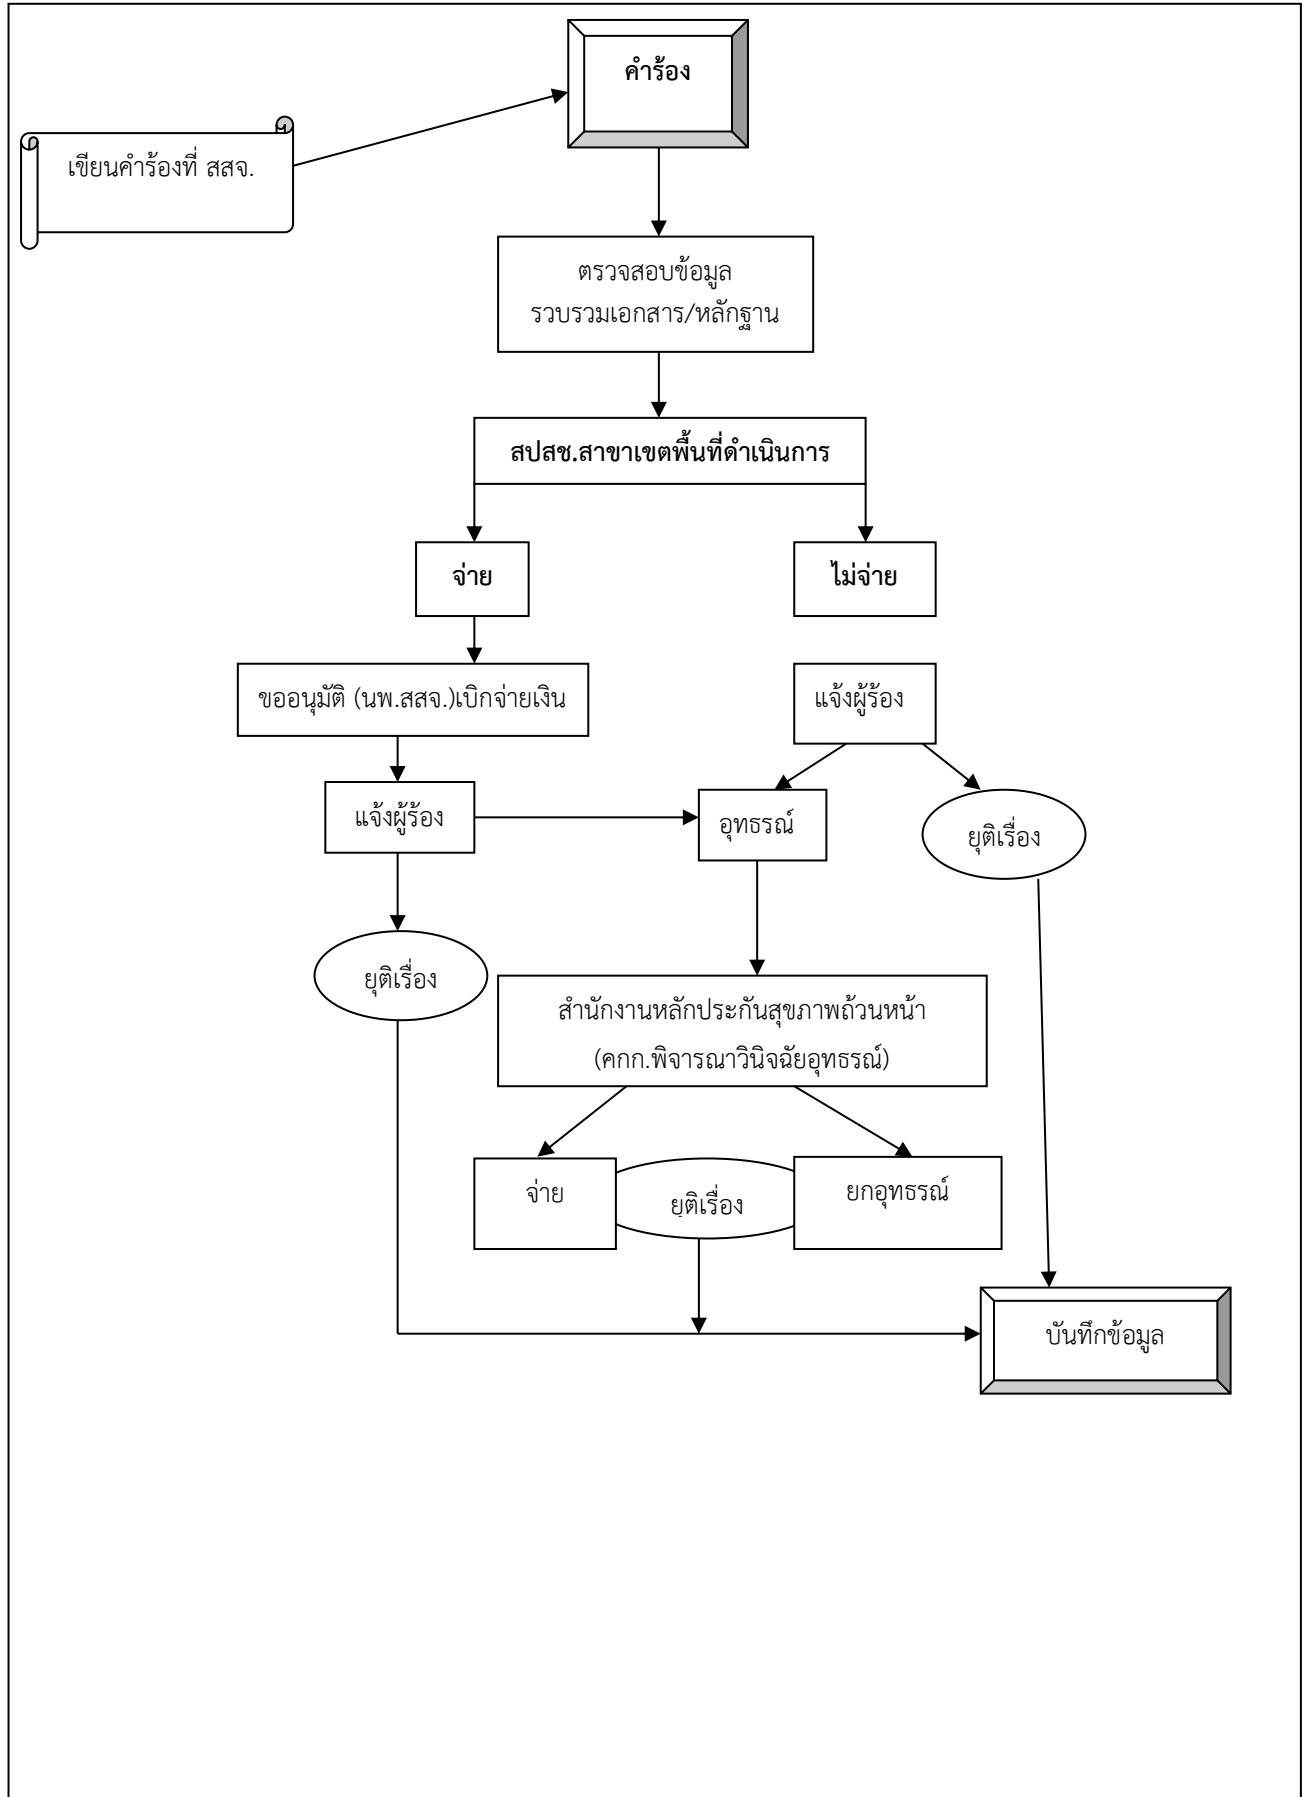 คำร้อง
เขียนคำร้องที่ สสจ.
ตรวจสอบข้อมูล
รวบรวมเอกสาร/หลักฐาน
สปสช.สาขาเขตพื้นที่ดำเนินการ
จ่าย
ไม่จ่าย
ขออนุมัติ (นพ.สสจ.)เบิกจ่ายเงิน
แจ้งผู้ร้อง
แจ้งผู้ร้อง
อุทธรณ์
ยุติเรื่อง
ยุติเรื่อง
สำนักงานหลักประกันสุขภาพถ้วนหน้า
(คกก.พิจารณาวินิจฉัยอุทธรณ์)
จ่าย
ยุติเรื่อง
ยกอุทธรณ์
บันทึกข้อมูล